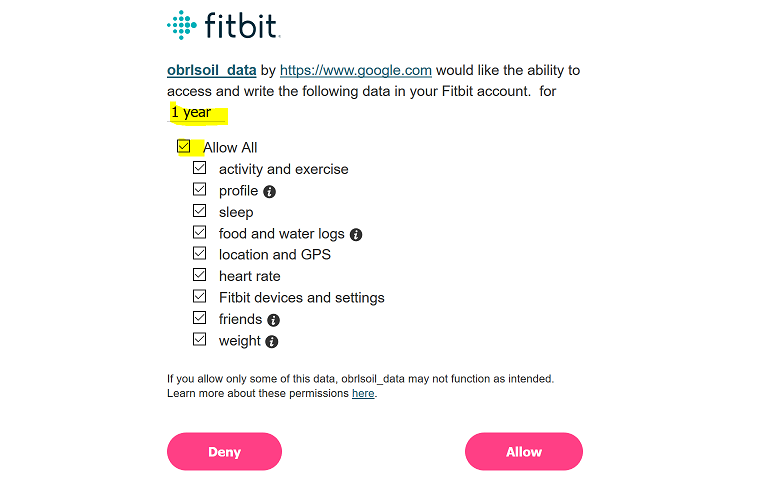 fitbit
obrlsoil_data by https://www.google.com would like the ability to
access and write the following data in your Fitbit account. for
1 year
Allow All
activity and exercise
profile
sleep
food and water logs
location and GPS
heart rate
Fitbit devices and settings
friends
weight
If you allow only some of this data, obrlsoil_data may not function as intended.
Learn more about these permissions here.
Deny
Allow